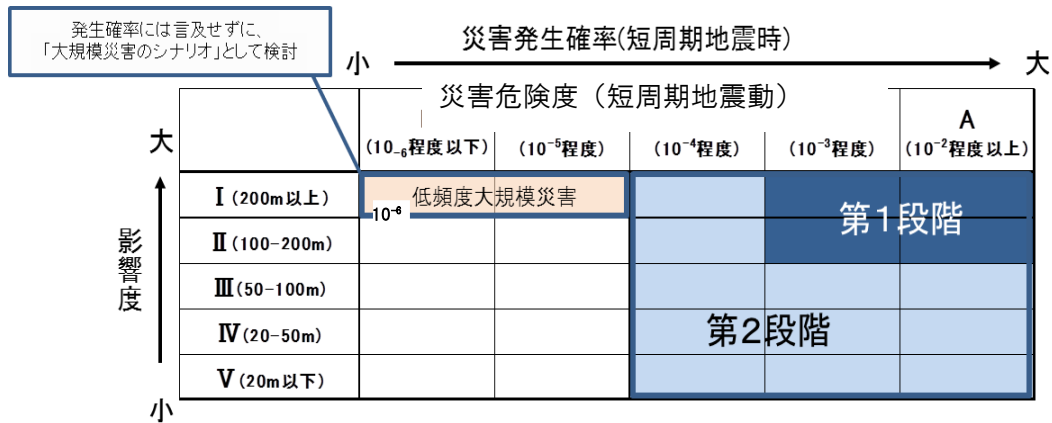 発生確率には言及せずに、
「大規模災害のシナリオ」として検討
災害発生確率(短周期地震時)
小
大
災害危険度（短周期地震動）
A
大
(10-6程度以下)
(10-5程度)
(10-4程度)
(10-3程度)
(10-2程度以上)
Ⅰ(200m以上)
低頻度大規模災害
10-6
第1段階
Ⅱ(100-200m)
影響度
Ⅲ(50-100m)
Ⅳ(20-50m)
第2段階
Ⅴ(20m以下)
小